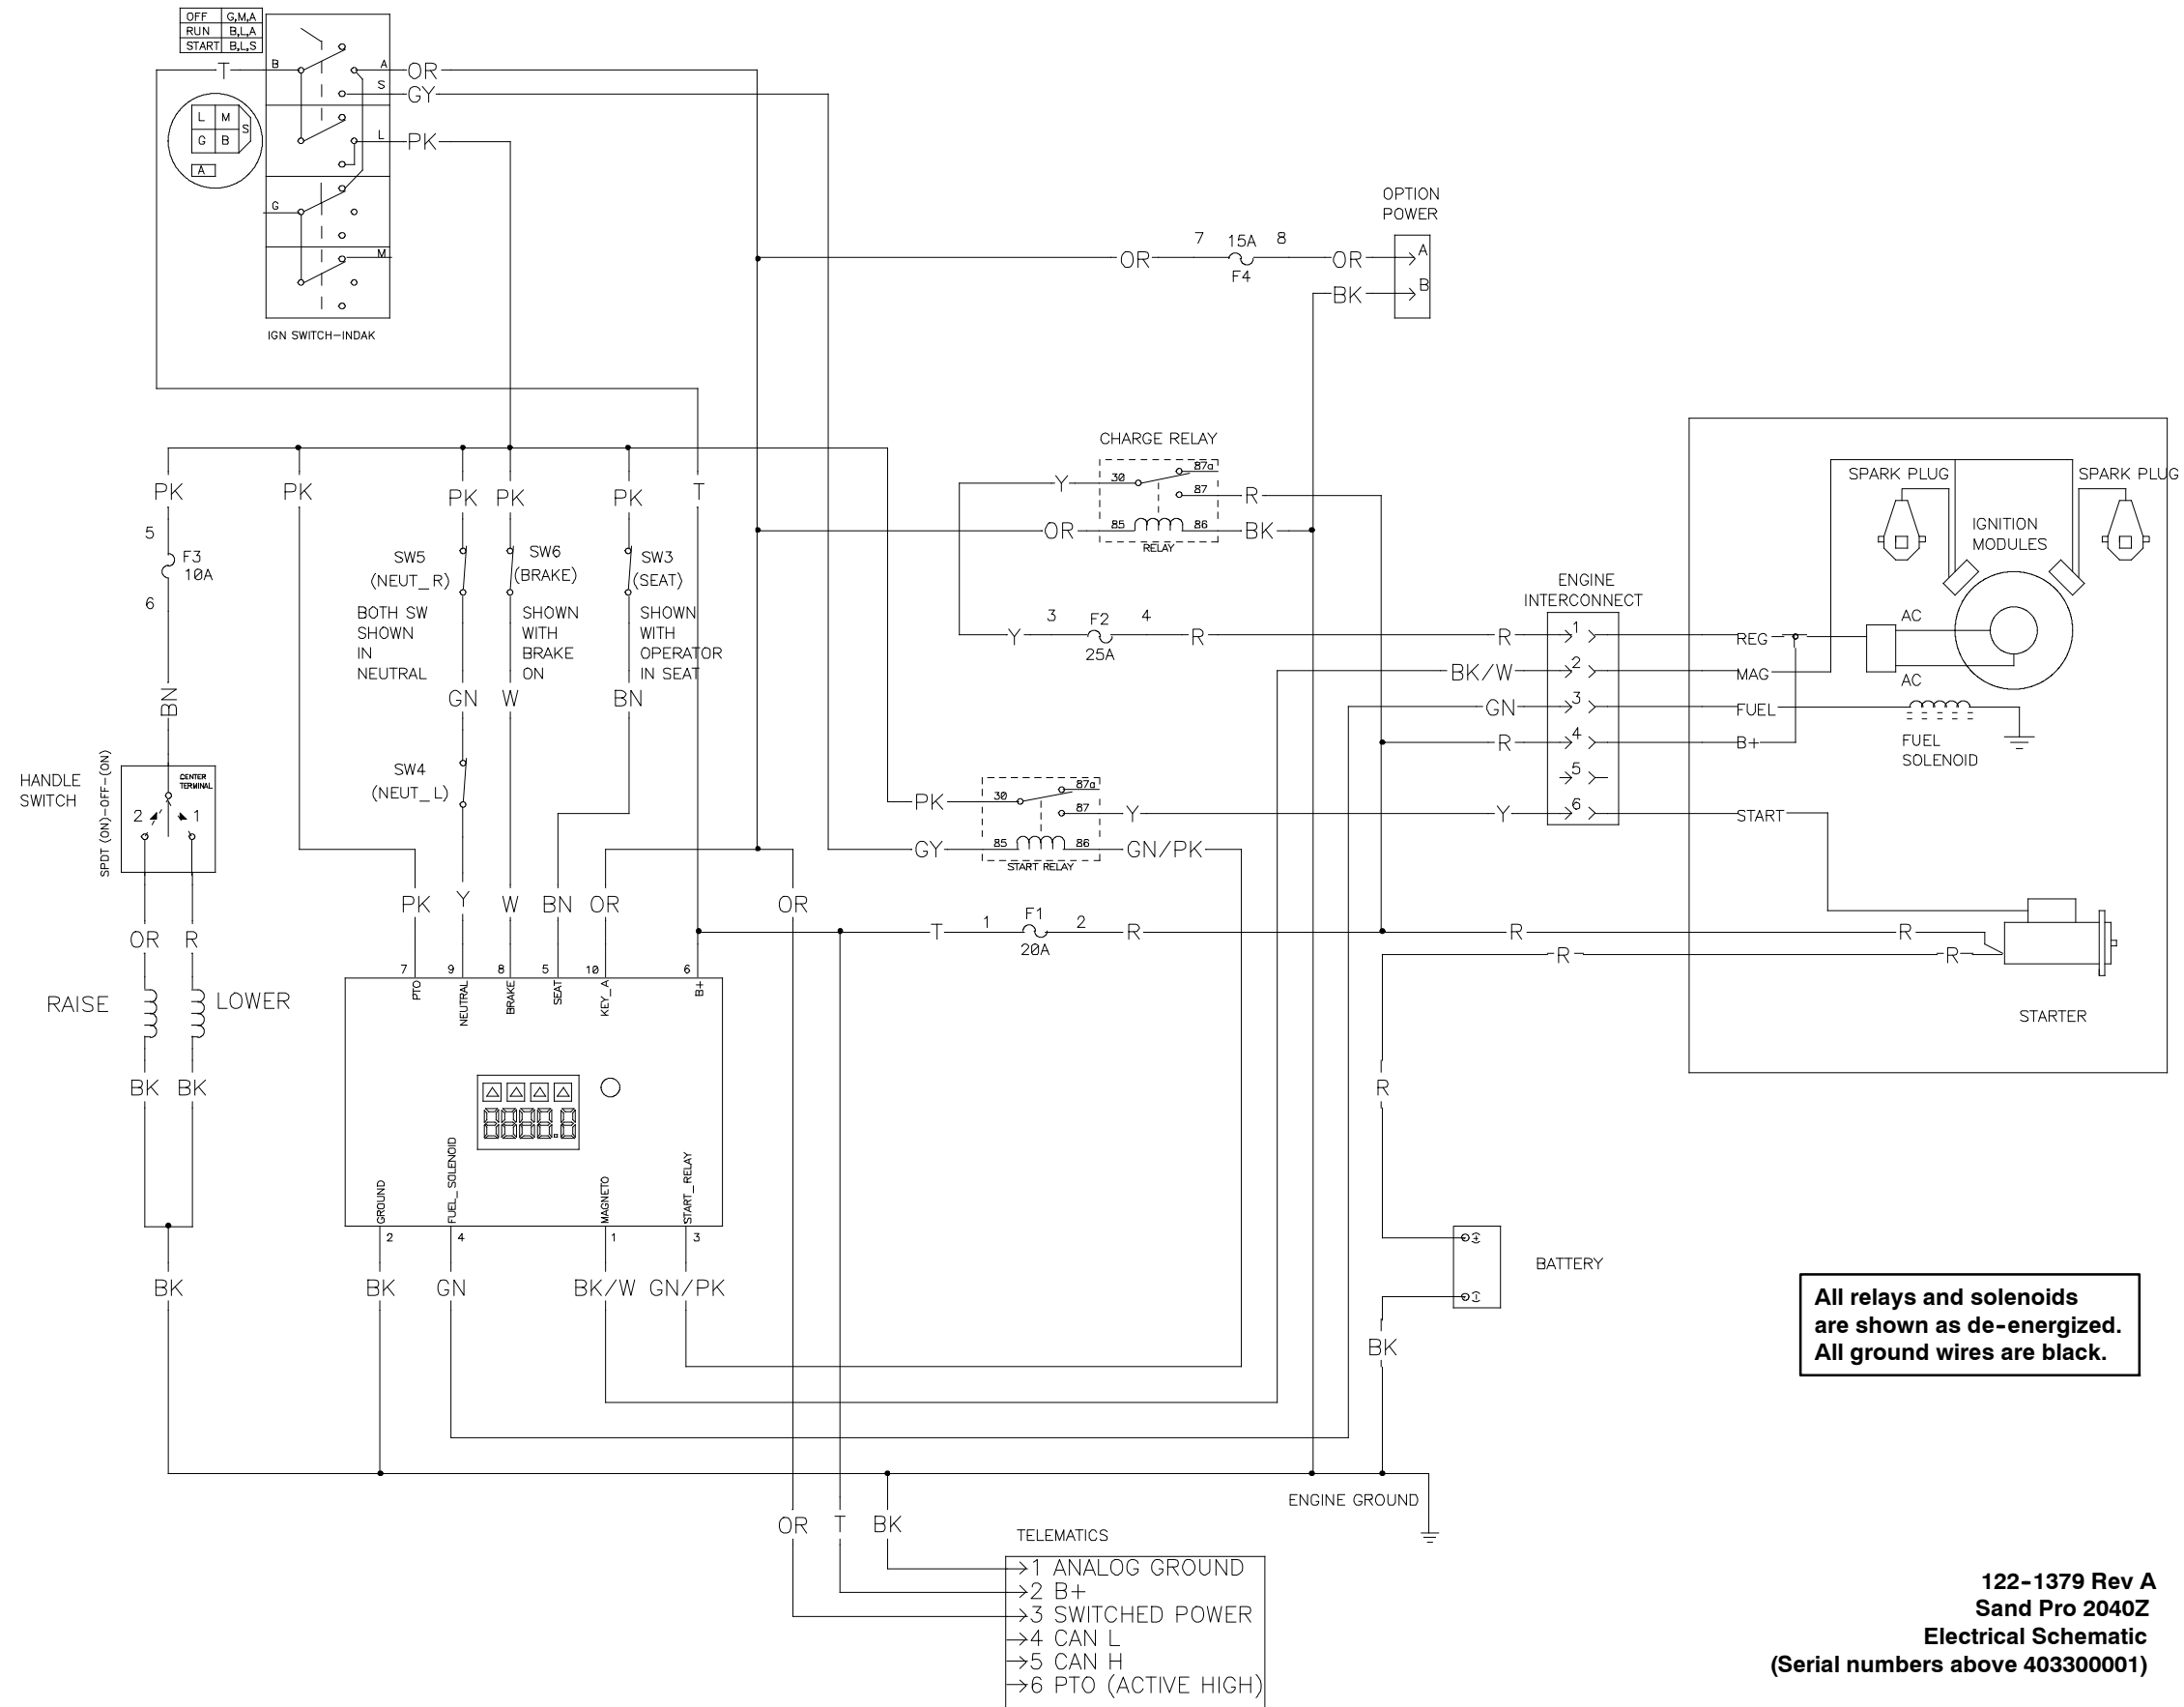 OFF G,M,A
RUN B,L,A
START B,L,S
T
B
A
OR
S
GY
L M
G B
S
A
L
PK
G
M
IGN SWITCH-INDAK
OPTION
POWER
OR
7 15A 8
F4
OR
A
BK
B
PK
PK
PK
PK
PK
T
5
F3
10A
6
SW5
(NEUT_R)
BOTH SW
SHOWN
IN
NEUTRAL
SW6
(BRAKE)
SHOWN
WITH
BRAKE
ON
SW3
(SEAT)
SHOWN
WITH
OPERATOR
IN SEAT
BN
GN
W
BN
CHARGE RELAY
Y
30
87a
87
R
OR
85
86
BK
RELAY
Y
3
F2
25A
4
R
ENGINE
INTERCONNECT
R
1
BK/W
2
GN
3
R
4
5
Y
6
REG
MAG
FUEL
B+
START
SPARK PLUG
SPARK PLUG
IGNITION
MODULES
AC
AC
FUEL
SOLENOID
HANDLE
SWITCH
SPDT (ON)-OFF-(ON)
CENTER
TERMINAL
2
1
SW4
(NEUT_L)
PK
30
87a
87
Y
GY
85
86
GN/PK
START RELAY
PK
Y
W
BN
OR
OR
T
1
F1
20A
2
R
R
R
R
R
STARTER
OR
R
RAISE
LOWER
BK
BK
7
9
8
5
10
6
PTO
NEUTRAL
BRAKE
SEAT
KEY_A
B+
8888.8
GROUND
FUEL_SOLENOID
MAGNETO
START_RELAY
2
4
1
3
BK
BK
GN
BK/W
GN/PK
R
+
-
BATTERY
BK
All relays and solenoids
are shown as de-energized.
All ground wires are black.
ENGINE GROUND
OR
T
BK
TELEMATICS
1 ANALOG GROUND
2 B+
3 SWITCHED POWER
4 CAN L
5 CAN H
6 PTO (ACTIVE HIGH)
122-1379 Rev A
Sand Pro 2040Z
Electrical Schematic
(Serial numbers above 403300001)